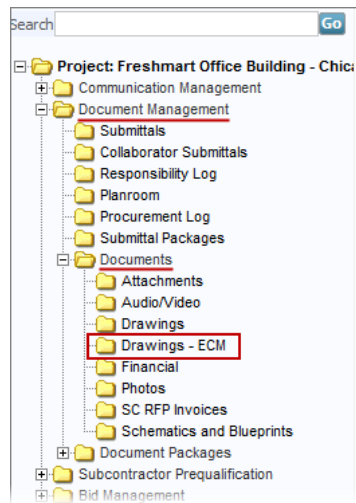 Search Go
Project: Freshmart Office Building - Chica
Communication Management
Document Management
Submittals
Collaborator Submittals
Responsibility Log
Planroom
Procurement Log
Submittal Packages
Documents
Attachments
Audio/Video
Drawings
Drawings - ECM
Financial
Photos
SC RFP Invoices
Schematics and Blueprints
Document Packages
Subcontractor Prequalification
Bid Management